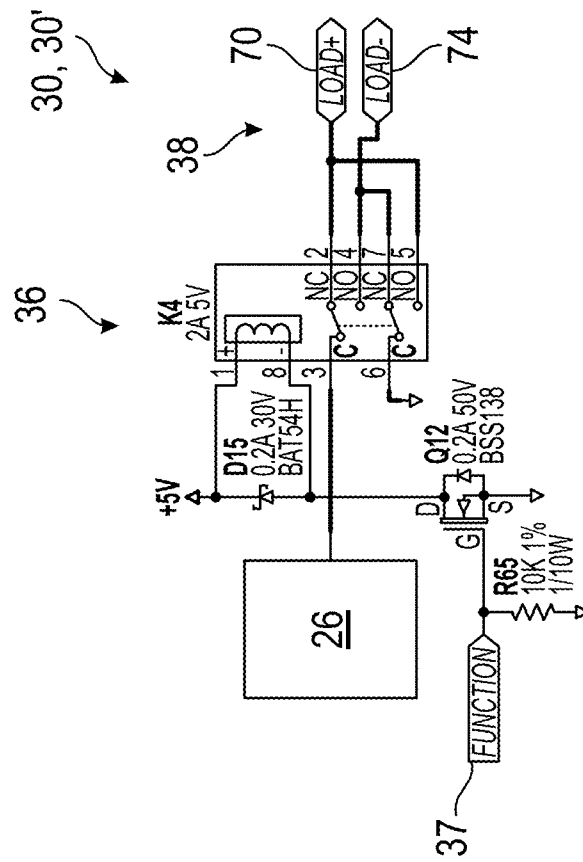 30, 30'
36
38
70
LOAD+
LOAD-
74
K4
2A 5V
1
+
8
-
3
C
6
C
NC 2
NO 4
NC 7
NO 5
+5V
D15
0.2A 30V
BAT54H
26
Q12
0.2A 50V
BSS138
D
G
S
R65
10K 1%
1/10W
FUNCTION
37